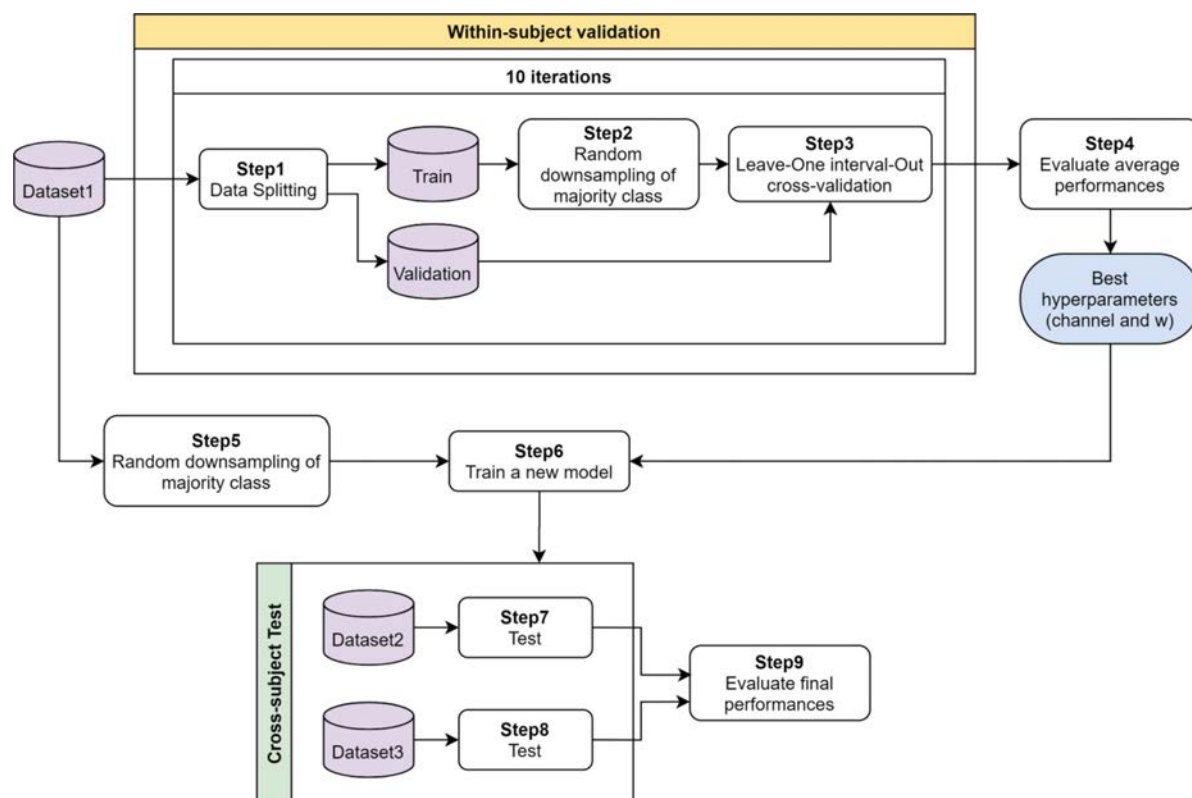 Within-subject validation
10 iterations
Dataset1
Step1
Data Splitting
Train
Validation
Step2
Random
downsampling of
majority class
Step3
Leave-One interval-Out
cross-validation
Step4
Evaluate average
performances
Best
hyperparameters
(channel and w)
Step5
Random downsampling of
majority class
Step6
Train a new model
Cross-subject Test
Dataset2
Step7
Test
Dataset3
Step8
Test
Step9
Evaluate final
performances